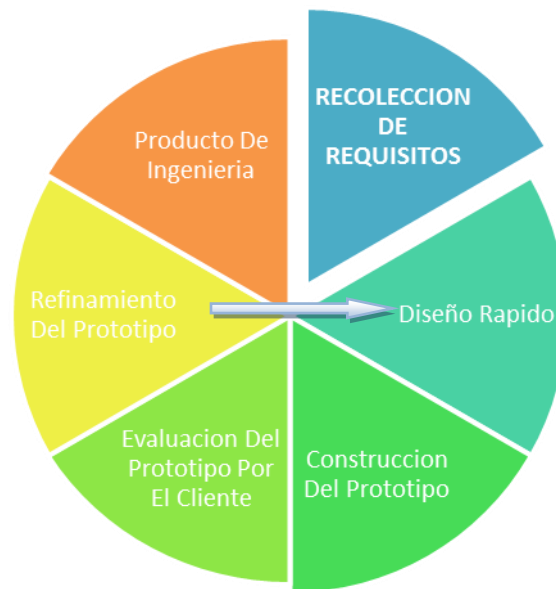 RECOLECCION
DE
REQUISITOS
Diseño Rapido
Construccion
Del Prototipo
Evaluacion Del
Prototipo Por
El Cliente
Refinamiento
Del Prototipo
Producto De
Ingenieria